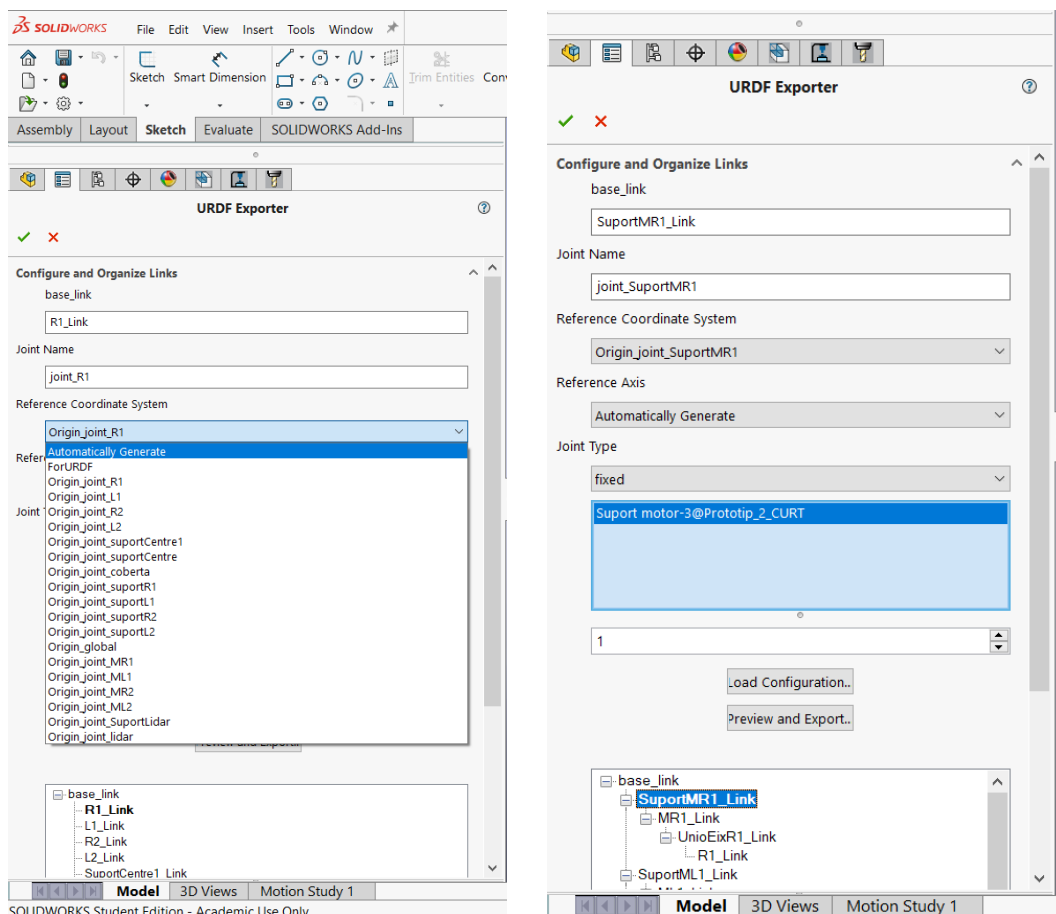 SOLIDWORKS File Edit View Insert Tools Window
Sketch Smart Dimension Trim Entities Con
Assembly Layout Sketch Evaluate SOLIDWORKS Add-Ins
URDF Exporter
Configure and Organize Links
base_link
R1_Link
Joint Name
joint_R1
Reference Coordinate System
Origin_joint_R1
Automatically Generate
Refer
ForURDF
Origin_joint_R1
Origin_joint_L1
Joint
Origin_joint_R2
Origin_joint_L2
Origin_joint_suportCentre1
Origin_joint_suportCentre
Origin_joint_coberta
Origin_joint_suportR1
Origin_joint_suportL1
Origin_joint_suportR2
Origin_joint_suportL2
Origin_global
Origin_joint_MR1
Origin_joint_ML1
Origin_joint_MR2
Origin_joint_ML2
Origin_joint_SuportLidar
Origin_joint_lidar
base_link
R1_Link
L1_Link
R2_Link
L2_Link
SuportCentre1_Link
Model 3D Views Motion Study 1
SOLIDWORKS Student Edition - Academic Use Only
URDF Exporter
Configure and Organize Links
base_link
SuportMR1_Link
Joint Name
joint_SuportMR1
Reference Coordinate System
Origin_joint_SuportMR1
Reference Axis
Automatically Generate
Joint Type
fixed
Suport motor-3@Prototip_2_CURT
1
Load Configuration..
Preview and Export..
base_link
SuportMR1_Link
MR1_Link
UnioEixR1_Link
R1_Link
SuportML1_Link
Model 3D Views Motion Study 1